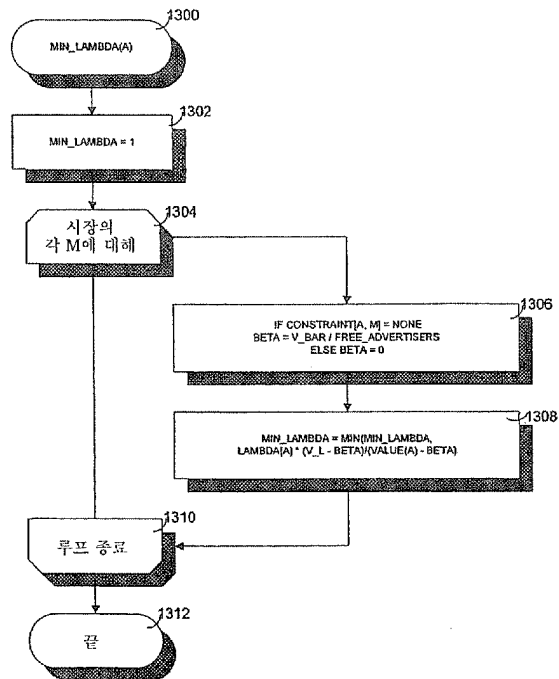 1300
MIN_LAMBDA(A)
1302
MIN_LAMBDA = 1
1304
시장의
각 M에 대해
1306
IF CONSTRAINT[A, M] = NONE
BETA = V_BAR / FREE_ADVERTISERS
ELSE BETA = 0
1308
MIN_LAMBDA = MIN(MIN_LAMBDA,
LAMBDA[A] * (V_L - BETA)/(VALUE(A) - BETA)
1310
루프 종료
1312
끝